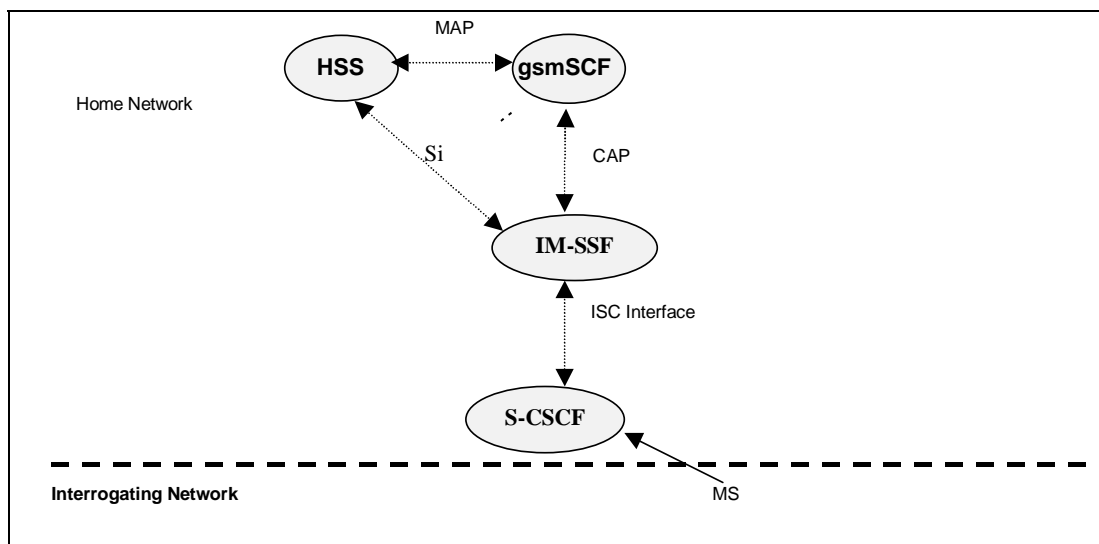 MAP
HSS
gsmSCF
Home Network
Si
CAP
IM-SSF
ISC Interface
S-CSCF
Interrogating Network
MS